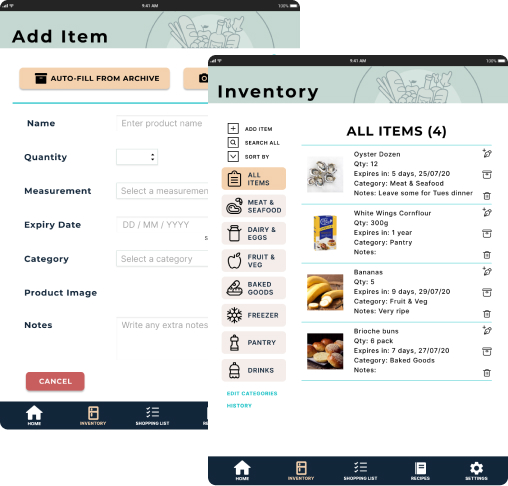 9:41 AM
100%
Add Item
AUTO-FILL FROM ARCHIVE
Name
Enter product name
Quantity
Measurement
Select a measuremen
Expiry Date
DD / MM / YYYY
S
Category
Select a category
Product Image
Notes
Write any extra notes
CANCEL
HOME
INVENTORY
SHOPPING LIST
RE
9:41 AM
100%
Inventory
ADD ITEM
SEARCH ALL
SORT BY
ALL
ITEMS
MEAT &
SEAFOOD
DAIRY &
EGGS
FRUIT &
VEG
BAKED
GOODS
FREEZER
PANTRY
DRINKS
EDIT CATEGORIES
HISTORY
ALL ITEMS (4)
Oyster Dozen
Qty: 12
Expires in: 5 days, 25/07/20
Category: Meat & Seafood
Notes: Leave some for Tues dinner
White Wings Cornflour
Qty: 300g
Expires in: 1 year
Category: Pantry
Notes:
Bananas
Qty: 5
Expires in: 9 days, 29/07/20
Category: Fruit & Veg
Notes: Very ripe
Brioche buns
Qty: 6 pack
Expires in: 7 days, 27/07/20
Category: Baked Goods
Notes:
HOME
INVENTORY
SHOPPING LIST
RECIPES
SETTINGS